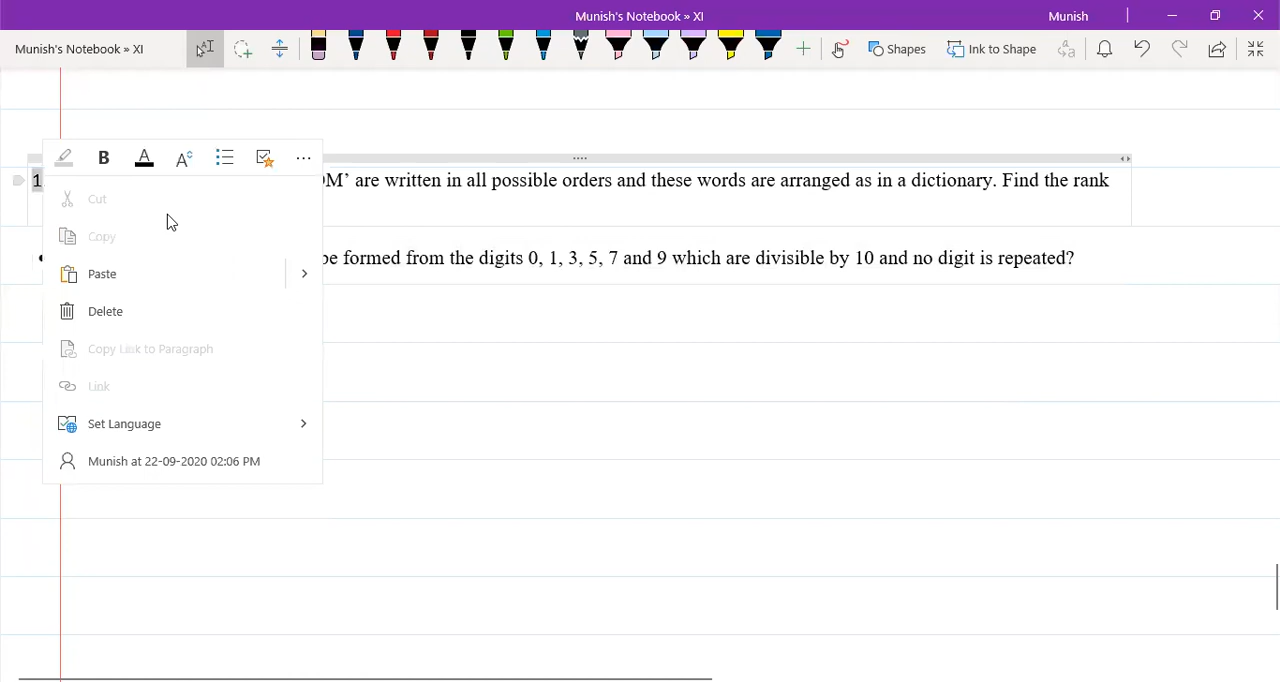 Munish's Notebook » XI
Munish
Munish's Notebook » XI
Shapes
Ink to Shape
B A A
1 OM’ are written in all possible orders and these words are arranged as in a dictionary. Find the rank
Cut
Copy
be formed from the digits 0, 1, 3, 5, 7 and 9 which are divisible by 10 and no digit is repeated?
Paste
Delete
Copy Link to Paragraph
Link
Set Language
Munish at 22-09-2020 02:06 PM